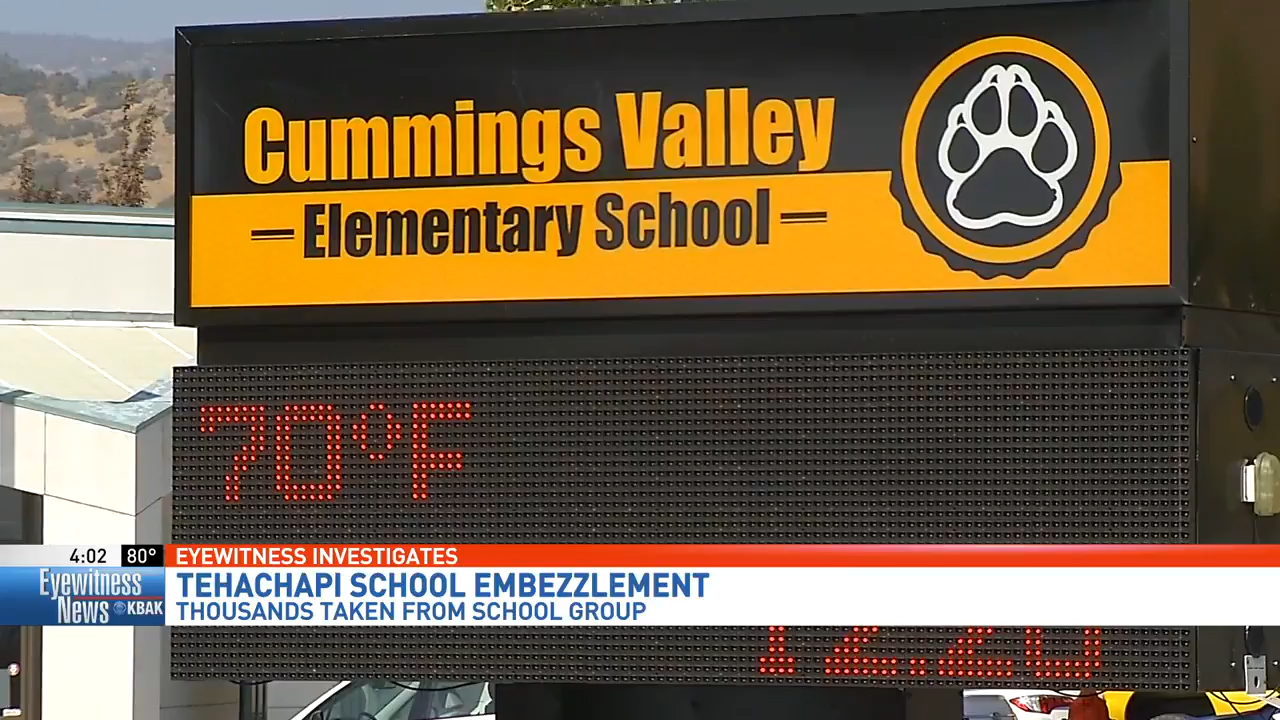 Cummings Valley
Elementary School
70°F
4:02 80°
EYEWITNESS INVESTIGATES
Eyewitness
News KBAK
TEHACHAPI SCHOOL EMBEZZLEMENT
THOUSANDS TAKEN FROM SCHOOL GROUP